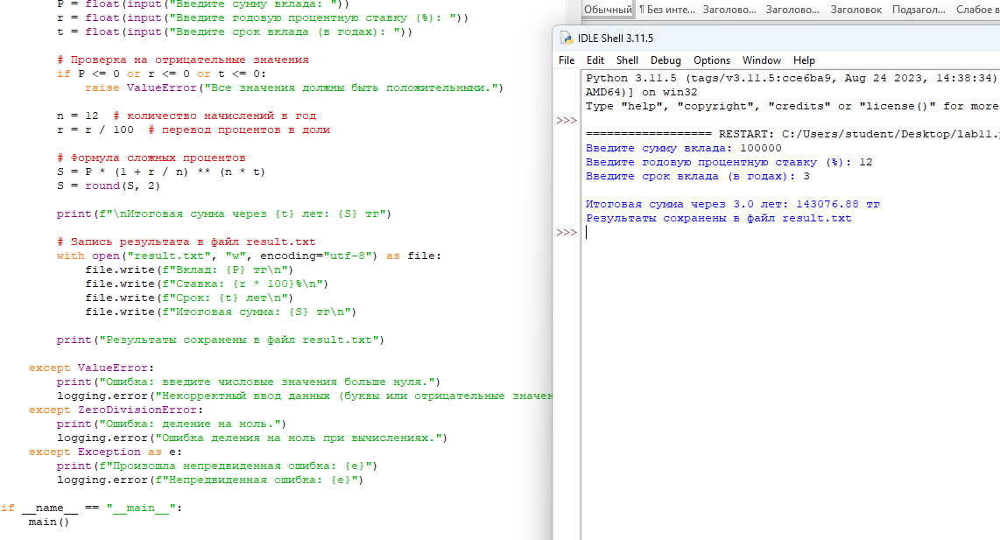 P = float(input("Введите сумму вклада: "))
r = float(input("Введите годовую процентную ставку (%): "))
t = float(input("Введите срок вклада (в годах): "))
# Проверка на отрицательные значения
if P <= 0 or r <= 0 or t <= 0:
raise ValueError("Все значения должны быть положительными.")
n = 12  # количество начислений в год
r = r / 100  # перевод процентов в доли
# Формула сложных процентов
S = P * (1 + r / n) ** (n * t)
S = round(S, 2)
print(f"\nИтоговая сумма через {t} лет: {S} тг")
# Запись результата в файл result.txt
with open("result.txt", "w", encoding="utf-8") as file:
file.write(f"Вклад: {P} тг\n")
file.write(f"Ставка: {r * 100}%\n")
file.write(f"Срок: {t} лет\n")
file.write(f"Итоговая сумма: {S} тг\n")
print("Результаты сохранены в файл result.txt")
except ValueError:
print("Ошибка: введите числовые значения больше нуля.")
logging.error("Некорректный ввод данных (буквы или отрицательные значен
except ZeroDivisionError:
print("Ошибка: деление на ноль.")
logging.error("Ошибка деления на ноль при вычислениях.")
except Exception as e:
print(f"Произошла непредвиденная ошибка: {e}")
logging.error(f"Непредвиденная ошибка: {e}")
if __name__ == "__main__":
main()
Обычный ¶ Без инте... Заголово... Заголово... Заголовок Подзагол... Слабое в
IDLE Shell 3.11.5
File Edit Shell Debug Options Window Help
Python 3.11.5 (tags/v3.11.5:cce6ba9, Aug 24 2023, 14:38:34)
AMD64)] on win32
Type "help", "copyright", "credits" or "license()" for more
>>>
================== RESTART: C:/Users/student/Desktop/lab11.
Введите сумму вклада: 100000
Введите годовую процентную ставку (%): 12
Введите срок вклада (в годах): 3
Итоговая сумма через 3.0 лет: 143076.88 тг
Результаты сохранены в файл result.txt
>>>